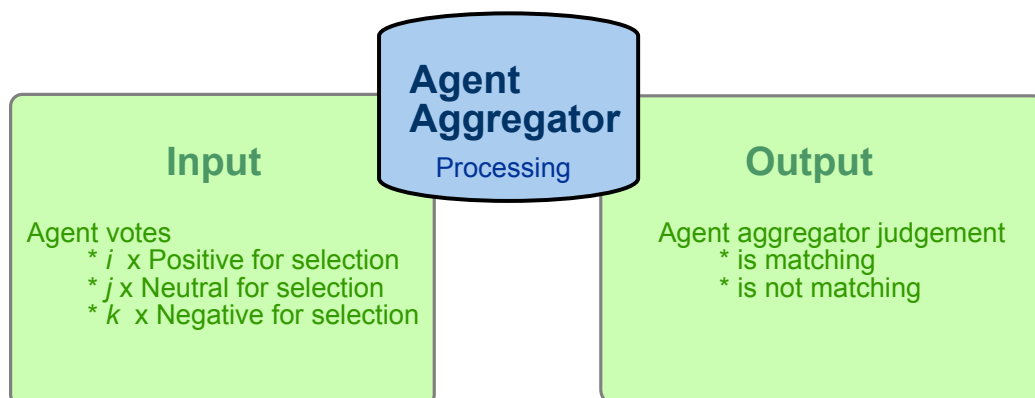 Agent
Aggregator
Processing
Input
Agent votes
* i x Positive for selection
* j x Neutral for selection
* k x Negative for selection
Output
Agent aggregator judgement
* is matching
* is not matching